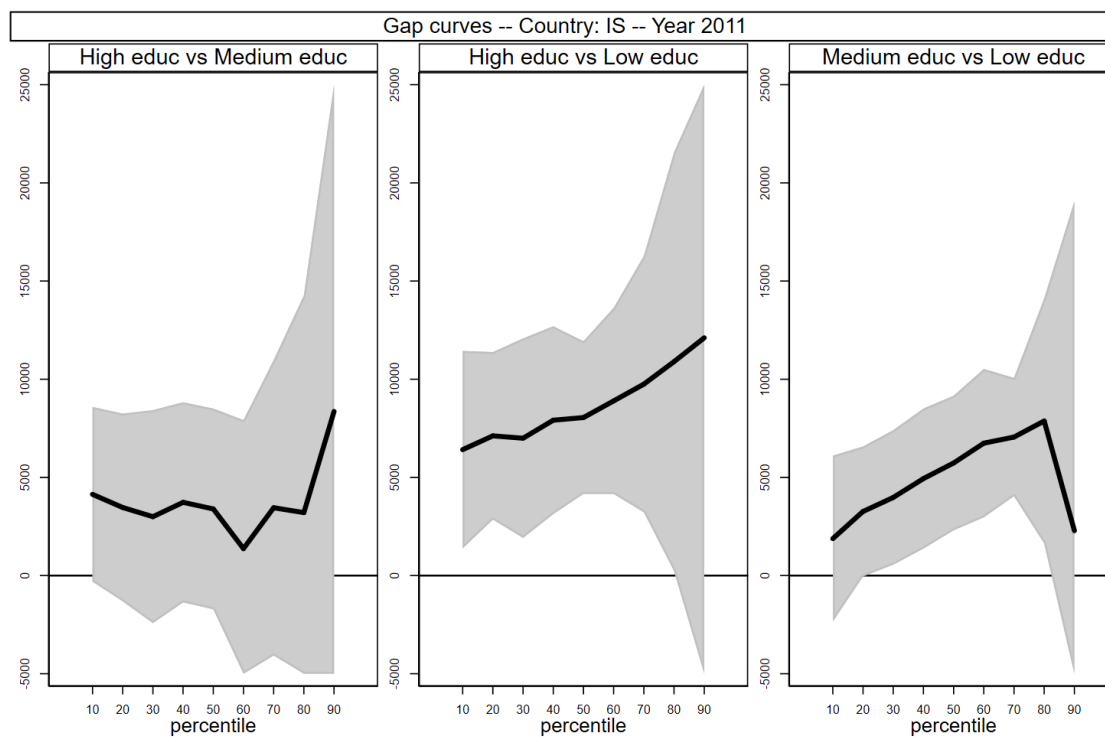 Gap curves -- Country: IS -- Year 2011
High educ vs Medium educ
High educ vs Low educ
Medium educ vs Low educ
25000
20000
15000
10000
5000
0
-5000
10 20 30 40 50 60 70 80 90
percentile
25000
20000
15000
10000
5000
0
-5000
10 20 30 40 50 60 70 80 90
percentile
25000
20000
15000
10000
5000
0
-5000
10 20 30 40 50 60 70 80 90
percentile